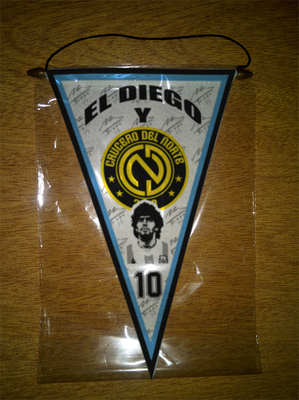 EL DIEGO
Y
CRUCERO DEL NORTE
10